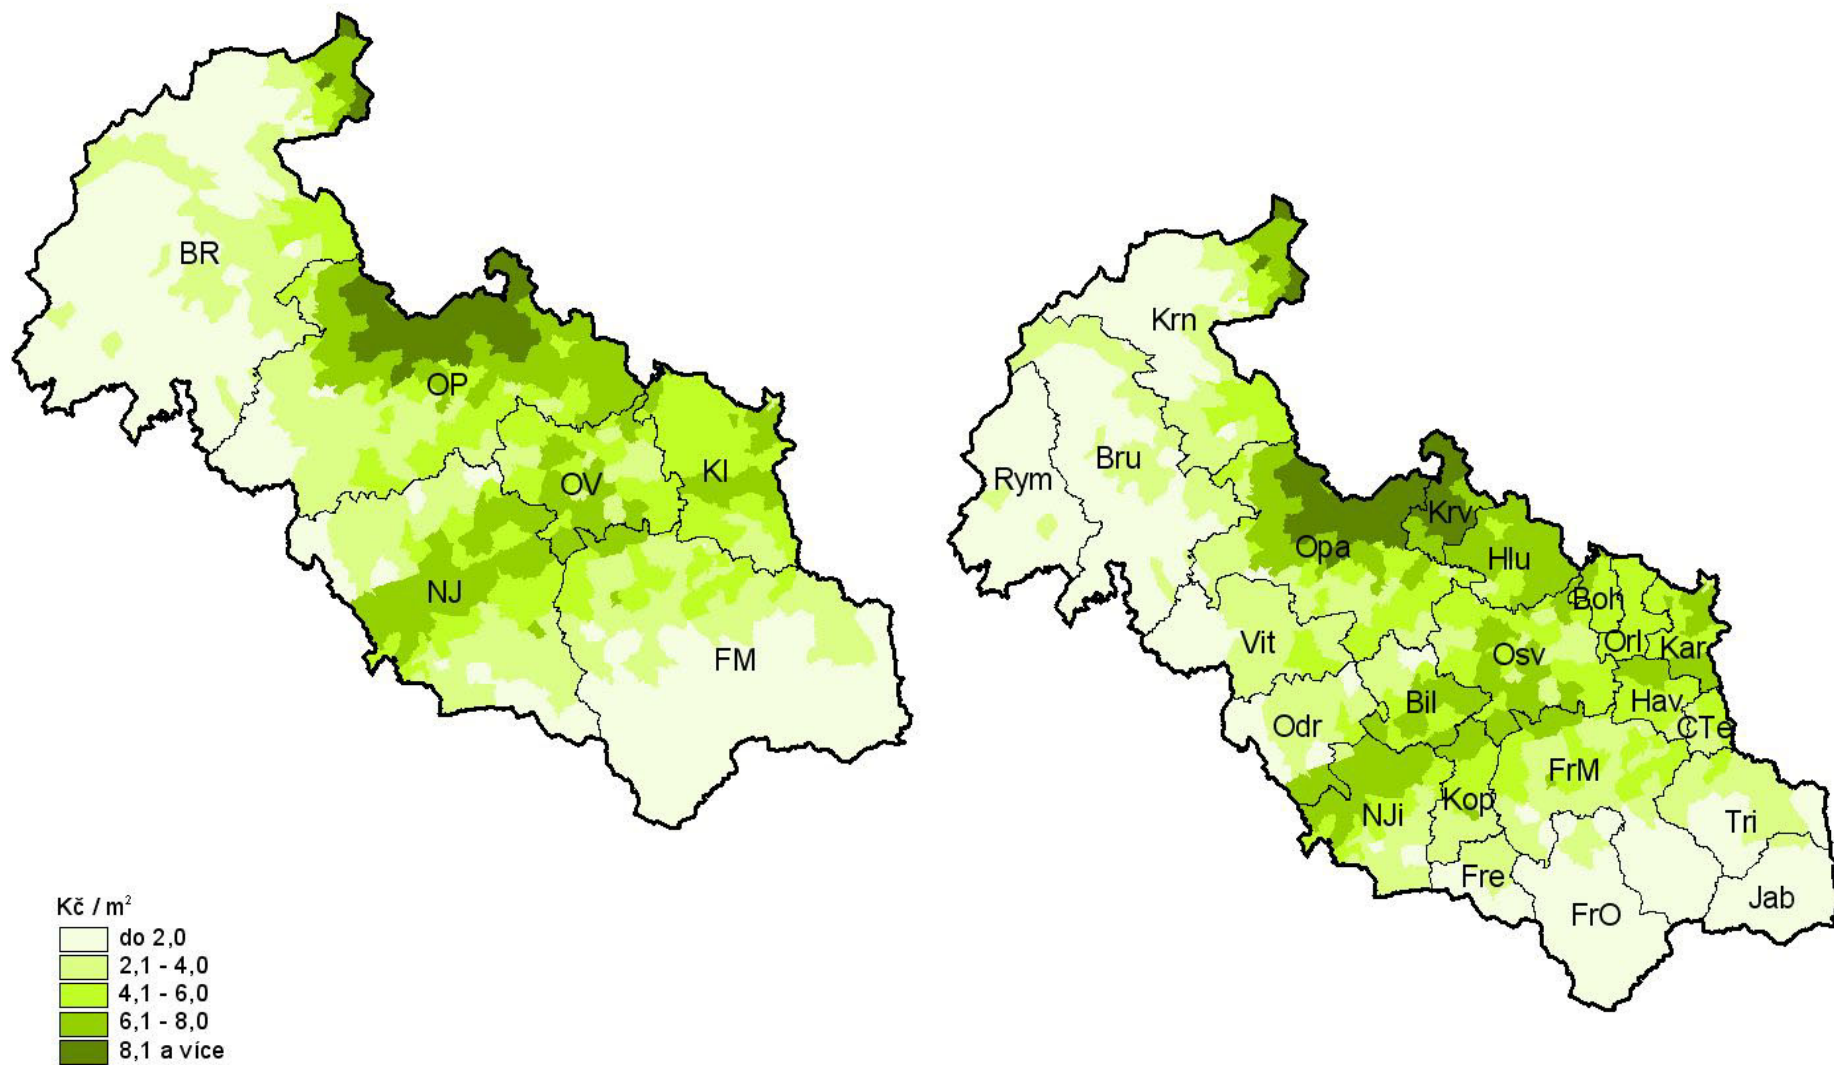 BR
OP
OV
KI
NJ
FM
Krn
Bru
Rym
Krv
Opa
Hlu
Boh
Orl
Kar
Vit
Osv
Bil
Hav
Odr
CTe
FrM
Kop
NJi
Tri
Fre
Jab
FrO
Kč / m²
do 2,0
2,1 - 4,0
4,1 - 6,0
6,1 - 8,0
8,1 a více